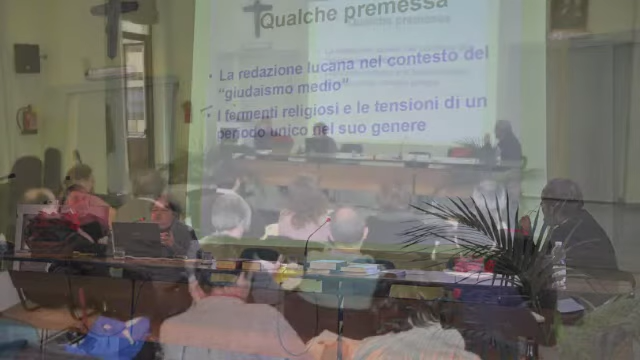 Qualche premessa
• La redazione lucana nel contesto del
"giudaismo medio"
• I fermenti religiosi e le tensioni di un
periodo unico nel suo genere